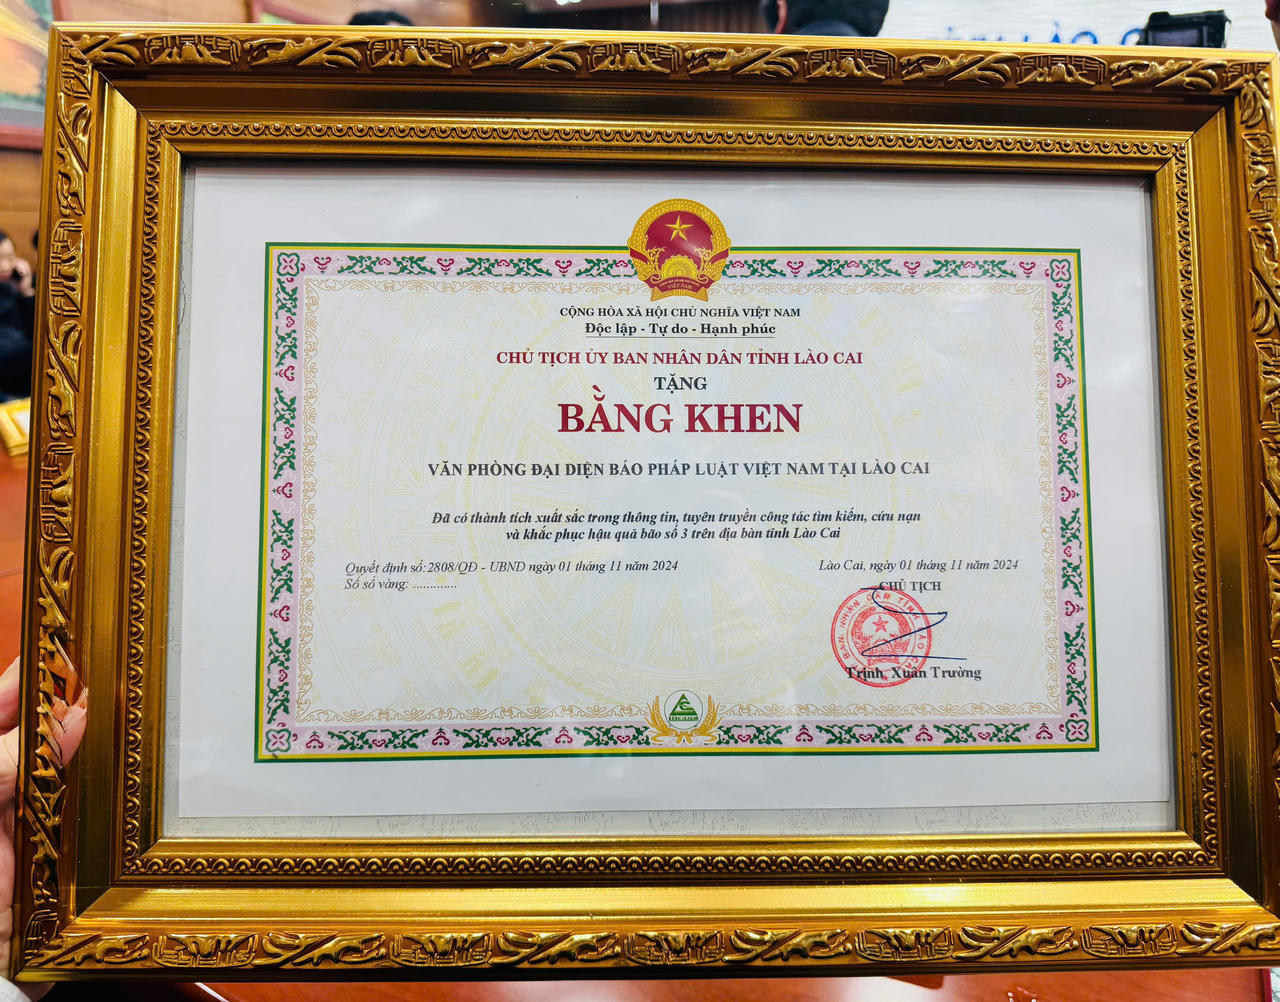 CỘNG HÒA XÃ HỘI CHỦ NGHĨA VIỆT NAM
Độc lập - Tự do - Hạnh phúc
CHỦ TỊCH ỦY BAN NHÂN DÂN TỈNH LÀO CAI
TẶNG
BẰNG KHEN
VĂN PHÒNG ĐẠI DIỆN BÁO PHÁP LUẬT VIỆT NAM TẠI LÀO CAI
Đã có thành tích xuất sắc trong thông tin, tuyên truyền công tác tìm kiếm, cứu nạn
và khắc phục hậu quả bão số 3 trên địa bàn tỉnh Lào Cai
Quyết định số: 2808/QĐ - UBND ngày 01 tháng 11 năm 2024
Số sổ vàng: .............
Lào Cai, ngày 01 tháng 11 năm 2024
CHỦ TỊCH
Trịnh Xuân Trường